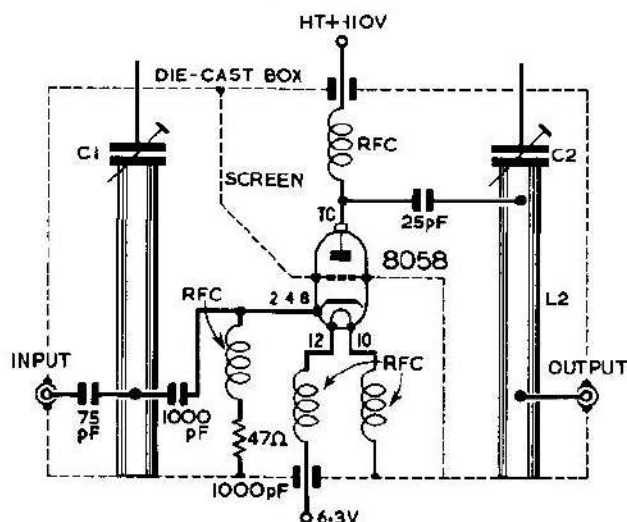 HT+110V
DIE-CAST BOX
C1
RFC
C2
SCREEN
TC
25pF
8058
RFC
2 4 8
L2
12
10
RFC
INPUT
OUTPUT
75
pF
1000
pF
47Ω
1000pF
6.3V